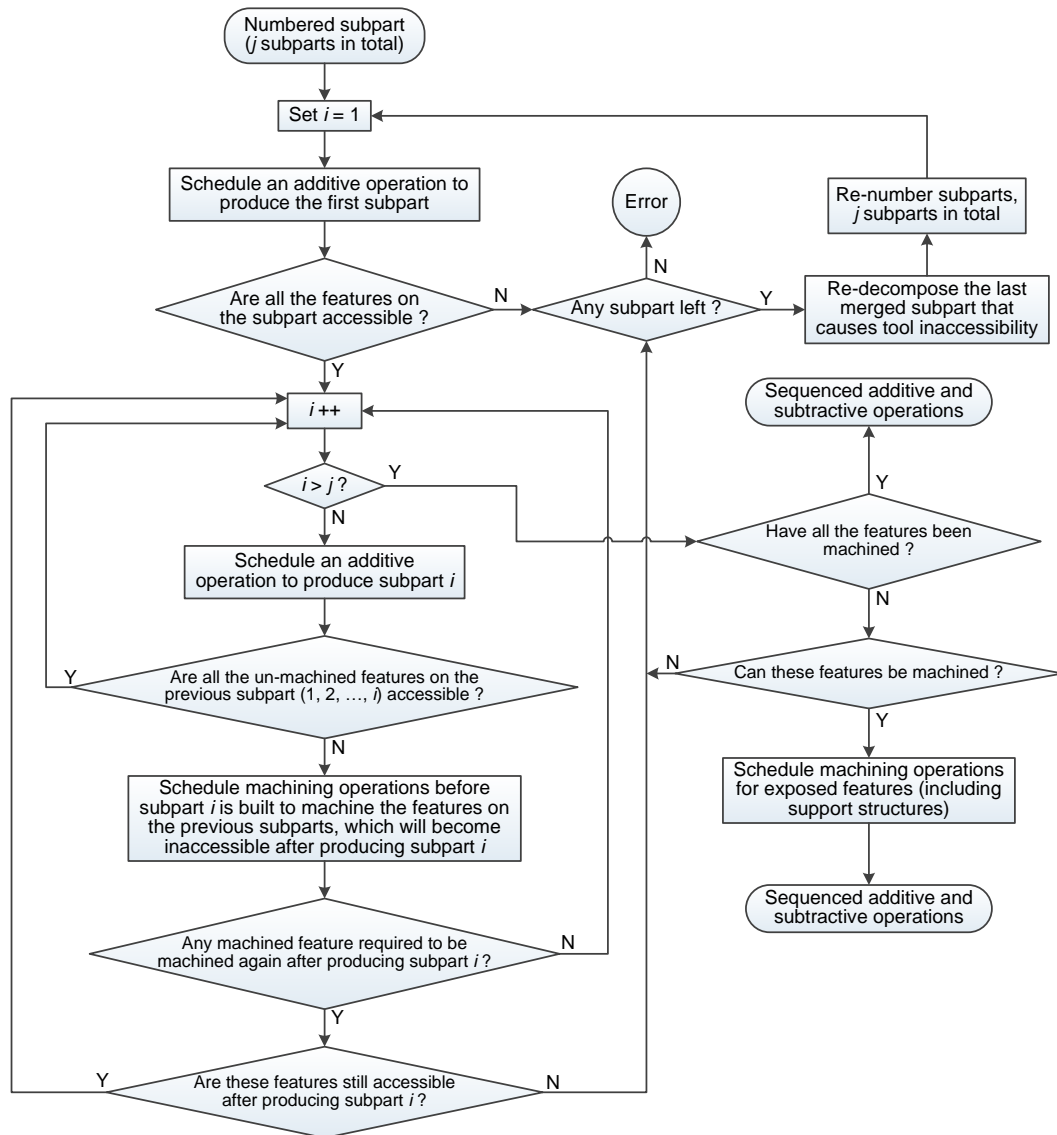 Numbered subpart
(j subparts in total)
Set i = 1
Schedule an additive operation to
produce the first subpart
Error
Re-number subparts,
j subparts in total
Are all the features on
the subpart accessible ?
N
Y
Any subpart left ?
N
Y
Re-decompose the last
merged subpart that
causes tool inaccessibility
i ++
Sequenced additive and
subtractive operations
i > j ?
Y
N
Y
Have all the features been
machined ?
N
Schedule an additive
operation to produce subpart i
Are all the un-machined features on the
previous subpart (1, 2, …, i) accessible ?
Y
N
N
Can these features be machined ?
Y
Schedule machining operations before
subpart i is built to machine the features on
the previous subparts, which will become
inaccessible after producing subpart i
Schedule machining operations
for exposed features (including
support structures)
Sequenced additive and
subtractive operations
Any machined feature required to be
machined again after producing subpart i ?
N
Y
Are these features still accessible
after producing subpart i ?
Y
N